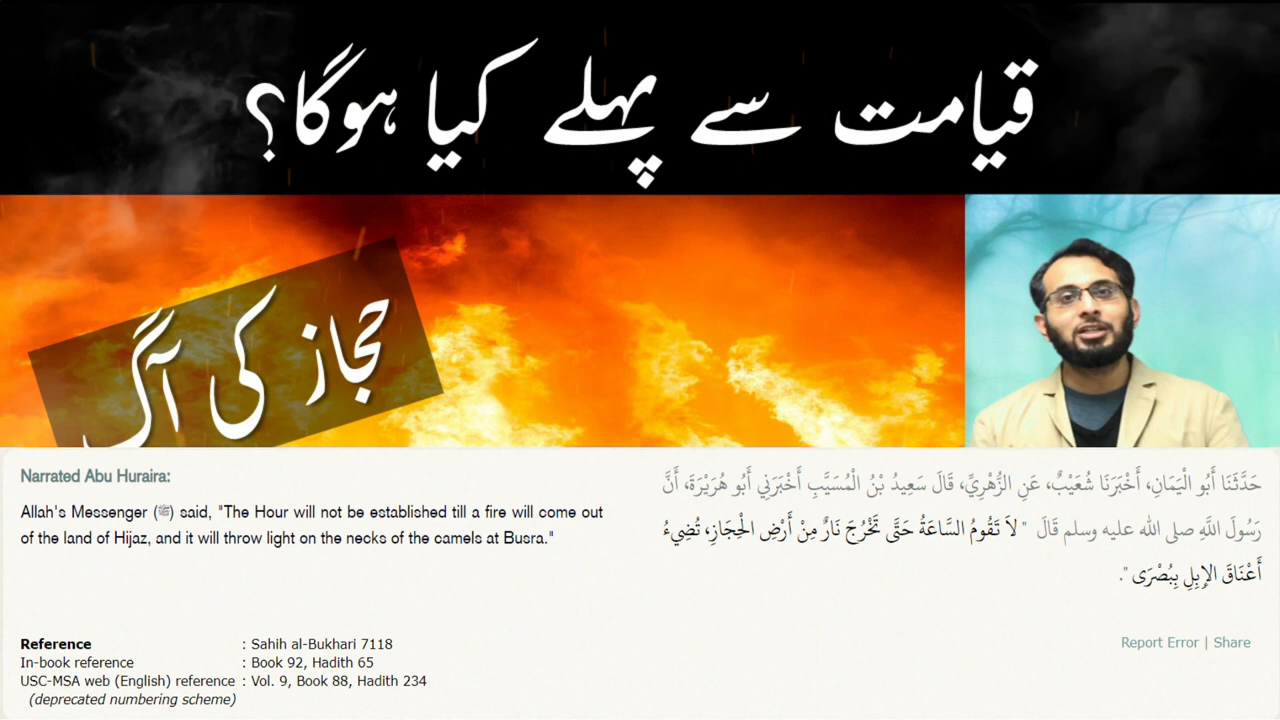 قیامت سے پہلے کیا ہوگا؟
حجاز کی آگ
Narrated Abu Huraira:
Allah's Messenger (ﷺ) said, "The Hour will not be established till a fire will come out
of the land of Hijaz, and it will throw light on the necks of the camels at Busra."
حَدَّثَنَا أَبُو الْيَمَانِ، أَخْبَرَنَا شُعَيْبٌ، عَنِ الزُّهْرِيِّ، قَالَ سَعِيدُ بْنُ الْمُسَيَّبِ أَخْبَرَنِي أَبُو هُرَيْرَةَ، أَنَّ
رَسُولَ اللَّهِ صلى الله عليه وسلم قَالَ ‏"‏ لاَ تَقُومُ السَّاعَةُ حَتَّى تَخْرُجَ نَارٌ مِنْ أَرْضِ الْحِجَازِ، تُضِيءُ
أَعْنَاقَ الإِبِلِ بِبُصْرَى ‏"‏‏.‏
Reference : Sahih al-Bukhari 7118
In-book reference : Book 92, Hadith 65
USC-MSA web (English) reference : Vol. 9, Book 88, Hadith 234
(deprecated numbering scheme)
Report Error | Share